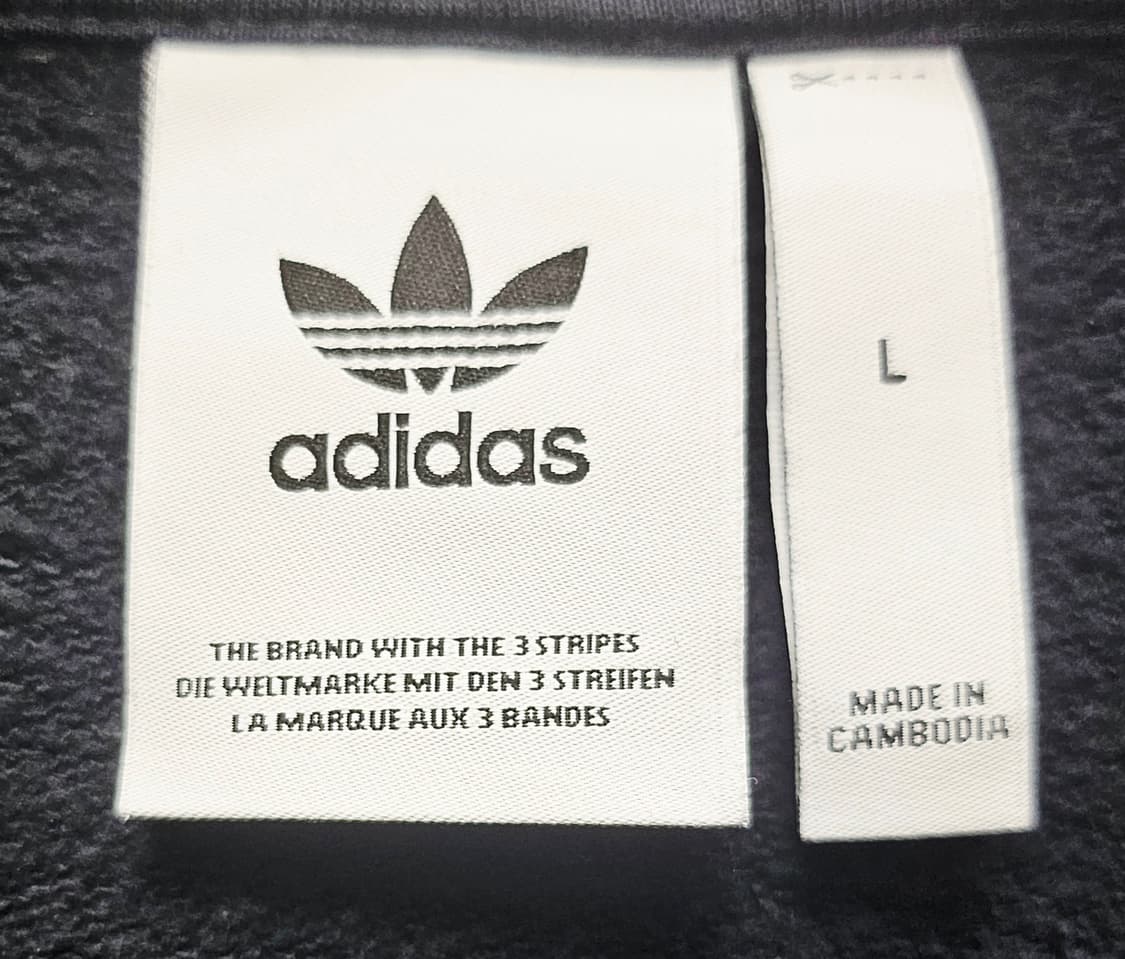 adidas
THE BRAND WITH THE 3 STRIPES
DIE WELTMARKE MIT DEN 3 STREIFEN
LA MARQUE AUX 3 BANDES
L
MADE IN
CAMBODIA